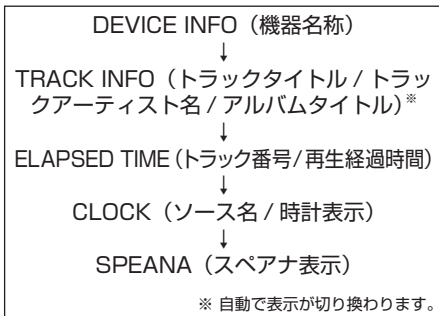 DEVICE INFO（機器名称）
↓
TRACK INFO（トラックタイトル / トラッ
クアーティスト名 / アルバムタイトル）※
↓
ELAPSED TIME（トラック番号/再生経過時間）
↓
CLOCK（ソース名 / 時計表示）
↓
SPEANA（スペアナ表示）
※ 自動で表示が切り換わります。